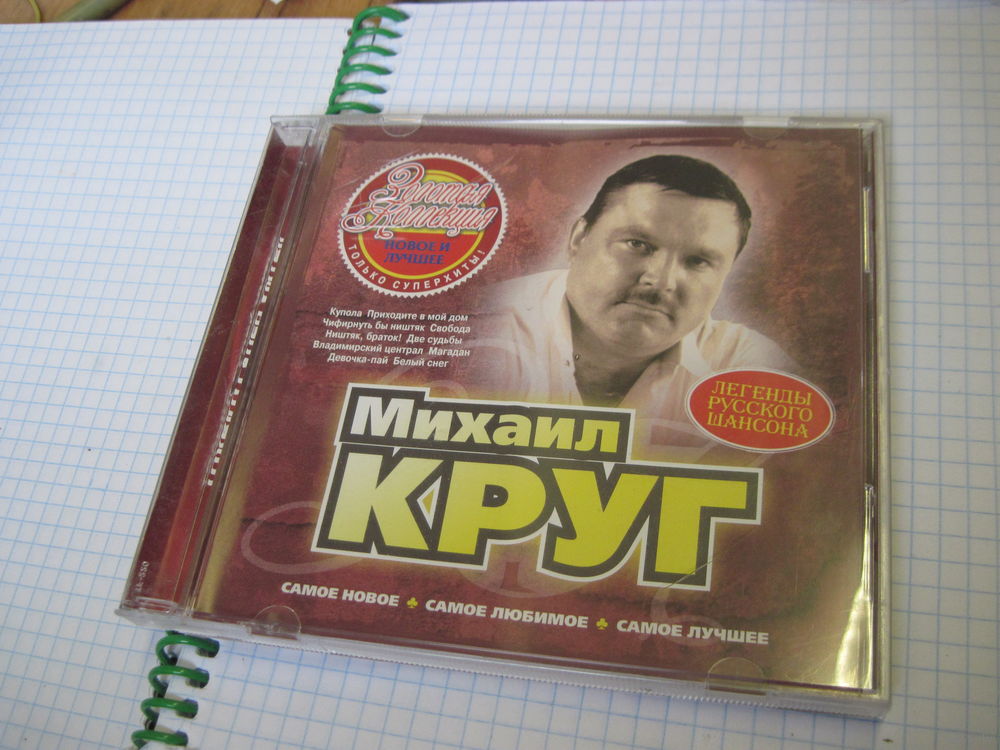 Золотая
Коллекция
НОВОЕ И
ЛУЧШЕЕ
ТОЛЬКО СУПЕРХИТЫ!
Купола Приходите в мой дом
Чифирнуть бы ништяк Свобода
Ништяк, браток! Две судьбы
Владимирский централ Магадан
Девочка-пай Белый снег
ЛЕГЕНДЫ
РУССКОГО
ШАНСОНА
Михаил
КРУГ
САМОЕ НОВОЕ ♣ САМОЕ ЛЮБИМОЕ ♣ САМОЕ ЛУЧШЕЕ